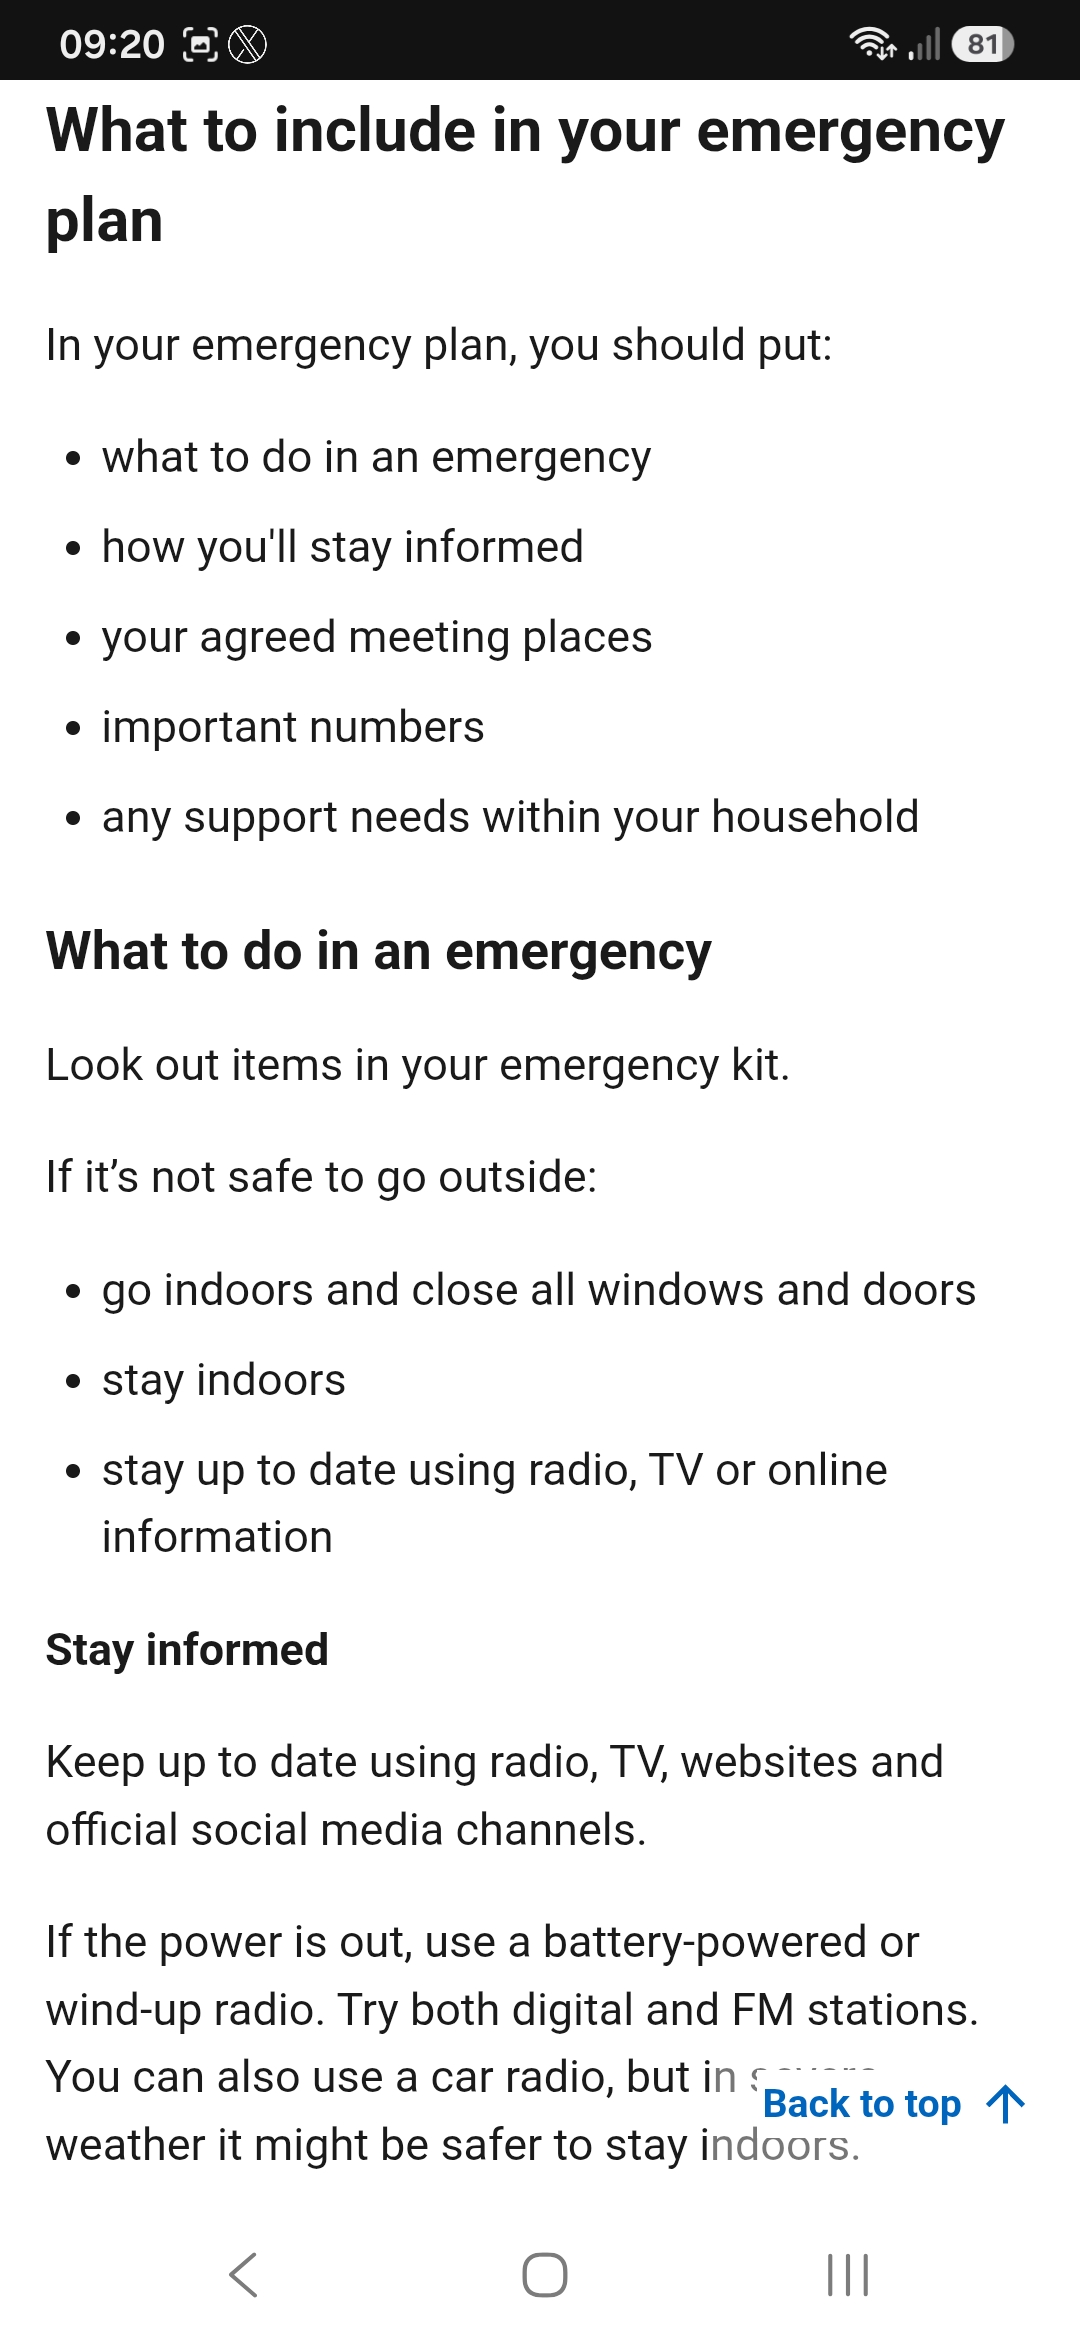 09:20
81
What to include in your emergency
plan
In your emergency plan, you should put:
• what to do in an emergency
• how you'll stay informed
• your agreed meeting places
• important numbers
• any support needs within your household
What to do in an emergency
Look out items in your emergency kit.
If it’s not safe to go outside:
• go indoors and close all windows and doors
• stay indoors
• stay up to date using radio, TV or online
information
Stay informed
Keep up to date using radio, TV, websites and
official social media channels.
If the power is out, use a battery-powered or
wind-up radio. Try both digital and FM stations.
You can also use a car radio, but in severe
Back to top
weather it might be safer to stay indoors.